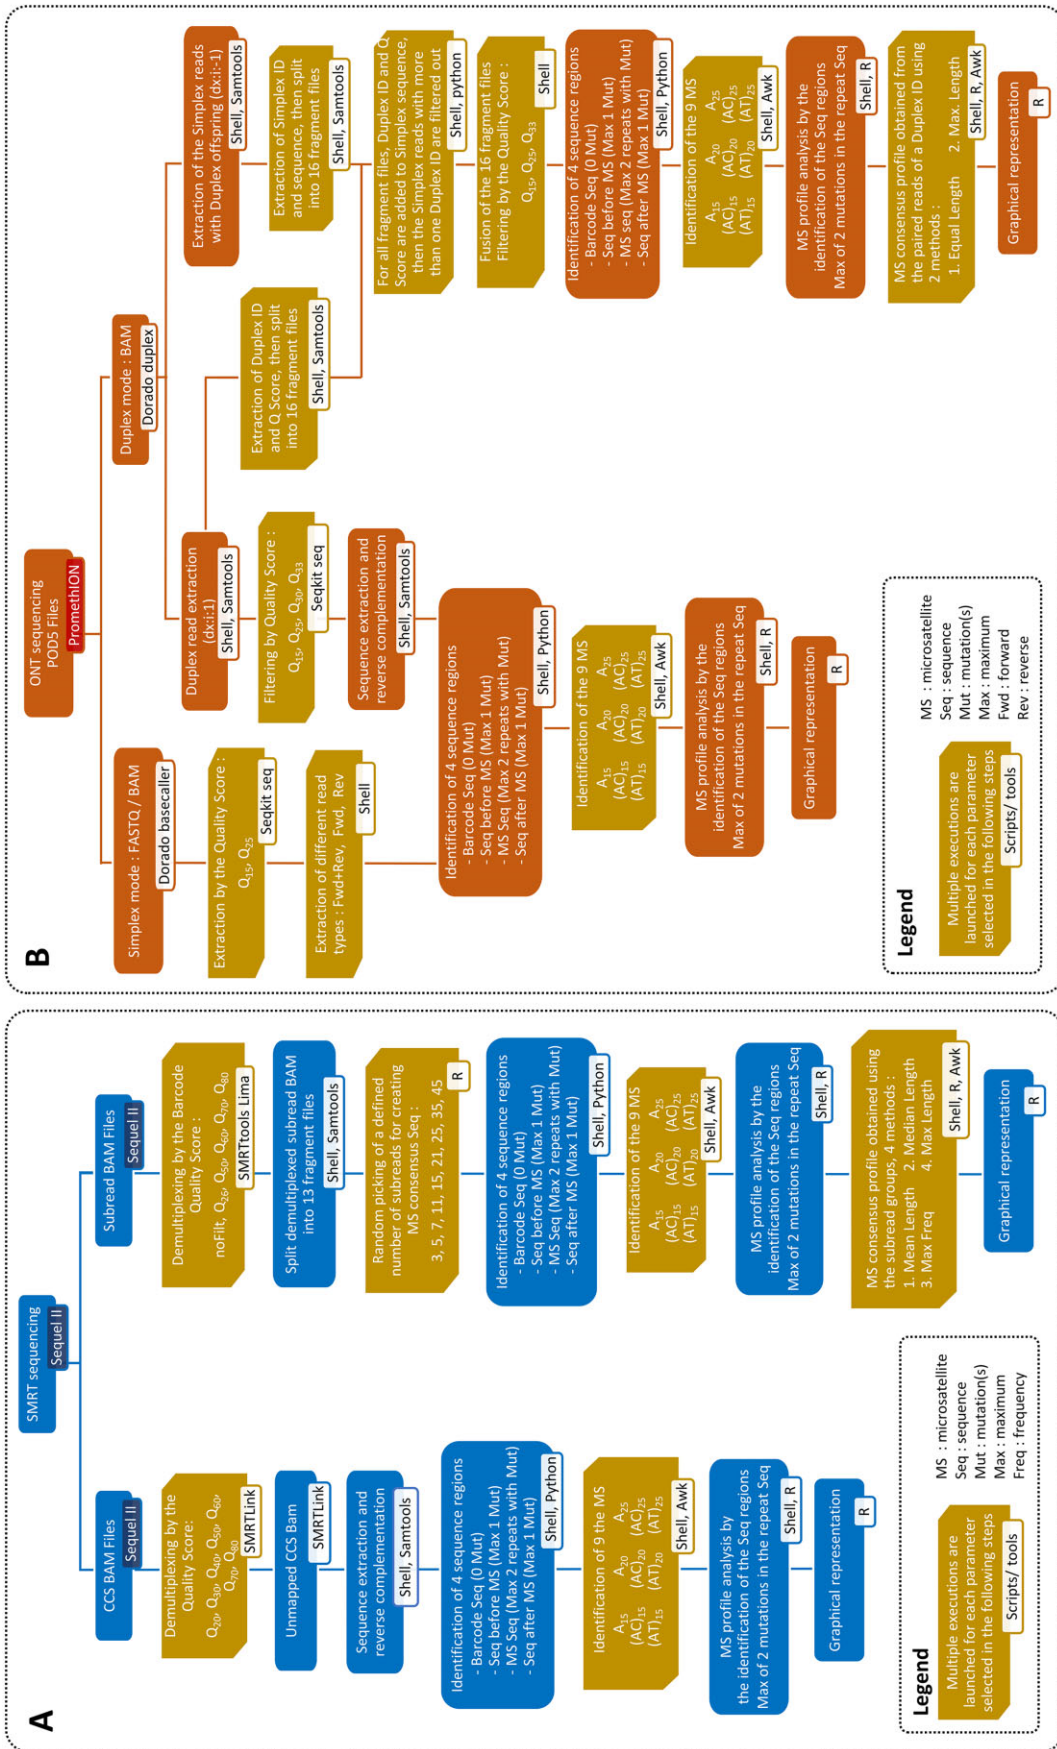 A
SMRT sequencing
Sequel II
CCS BAM Files
Sequel II
Demultiplexing by the
Quality Score:
Q20, Q30, Q40, Q50, Q60,
Q70, Q80
SMRTLink
Unmapped CCS Bam
SMRTLink
Sequence extraction and
reverse complementation
Shell, Samtools
Identification of 4 sequence regions
- Barcode Seq (0 Mut)
- Seq before MS (Max 1 Mut)
- MS Seq (Max 2 repeats with Mut)
- Seq after MS (Max 1 Mut)
Shell, Python
Identification of 9 the MS
A15 A20 A25
(AC)15 (AC)20 (AC)25
(AT)15 (AT)20 (AT)25
Shell, Awk
MS profile analysis by
the identification of the Seq regions
Max of 2 mutations in the repeat Seq
Shell, R
Graphical representation
R
Subread BAM Files
Sequel II
Demultiplexing by the Barcode
Quality Score :
noFilt, Q26, Q50, Q60, Q70, Q80
SMRTtools Lima
Split demultiplexed subread BAM
into 13 fragment files
Shell, Samtools
Random picking of a defined
number of subreads for creating
MS consensus Seq :
3, 5, 7, 11, 15, 21, 25, 35, 45
R
Identification of 4 sequence regions
- Barcode Seq (0 Mut)
- Seq before MS (Max 1 Mut)
- MS Seq (Max 2 repeats with Mut)
- Seq after MS (Max 1 Mut)
Shell, Python
Identification of the 9 MS
A15 A20 A25
(AC)15 (AC)20 (AC)25
(AT)15 (AT)20 (AT)25
Shell, Awk
MS profile analysis by the
identification of the Seq regions
Max of 2 mutations in the repeat Seq
Shell, R
MS consensus profile obtained using
the subread groups, 4 methods :
1. Mean Length 2. Median Length
3. Max Freq 4. Max Length
Shell, R, Awk
Graphical representation
R
Legend
Multiple executions are
launched for each parameter
selected in the following steps
Scripts/ tools
MS : microsatellite
Seq : sequence
Mut : mutation(s)
Max : maximum
Freq : frequency
B
ONT sequencing
POD5 Files
PromethION
Simplex mode : FASTQ / BAM
Dorado basecaller
Extraction by the Quality Score :
Q15, Q25
Seqkit seq
Extraction of different read
types : Fwd+Rev, Fwd, Rev
Shell
Duplex mode : BAM
Dorado duplex
Duplex read extraction
(dx:i:1)
Shell, Samtools
Filtering by Quality Score :
Q15, Q25, Q30, Q33
Seqkit seq
Sequence extraction and
reverse complementation
Shell, Samtools
Identification of 4 sequence regions
- Barcode Seq (0 Mut)
- Seq before MS (Max 1 Mut)
- MS Seq (Max 2 repeats with Mut)
- Seq after MS (Max 1 Mut)
Shell, Python
Identification of the 9 MS
A15 A20 A25
(AC)15 (AC)20 (AC)25
(AT)15 (AT)20 (AT)25
Shell, Awk
MS profile analysis by the
identification of the Seq regions
Max of 2 mutations in the repeat Seq
Shell, R
Graphical representation
R
Extraction of Duplex ID
and Q Score, then split
into 16 fragment files
Shell, Samtools
Extraction of the Simplex reads
with Duplex offspring (dx:i:-1)
Shell, Samtools
Extraction of Simplex ID
and sequence, then split
into 16 fragment files
Shell, Samtools
For all fragment files, Duplex ID and Q
Score are added to Simplex sequence,
then the Simplex reads with more
than one Duplex ID are filtered out
Shell, python
Fusion of the 16 fragment files
Filtering by the Quality Score :
Q15, Q25, Q33
Shell
Identification of 4 sequence regions
- Barcode Seq (0 Mut)
- Seq before MS (Max 1 Mut)
- MS seq (Max 2 repeats with Mut)
- Seq after MS (Max 1 Mut)
Shell, Python
Identification of the 9 MS
A15 A20 A25
(AC)15 (AC)20 (AC)25
(AT)15 (AT)20 (AT)25
Shell, Awk
MS profile analysis by the
identification of the Seq regions
Max of 2 mutations in the repeat Seq
Shell, R
MS consensus profile obtained from
the paired reads of a Duplex ID using
2 methods :
1. Equal Length 2. Max. Length
Shell, R, Awk
Graphical representation
R
Legend
Multiple executions are
launched for each parameter
selected in the following steps
Scripts/ tools
MS : microsatellite
Seq : sequence
Mut : mutation(s)
Max : maximum
Fwd : forward
Rev : reverse